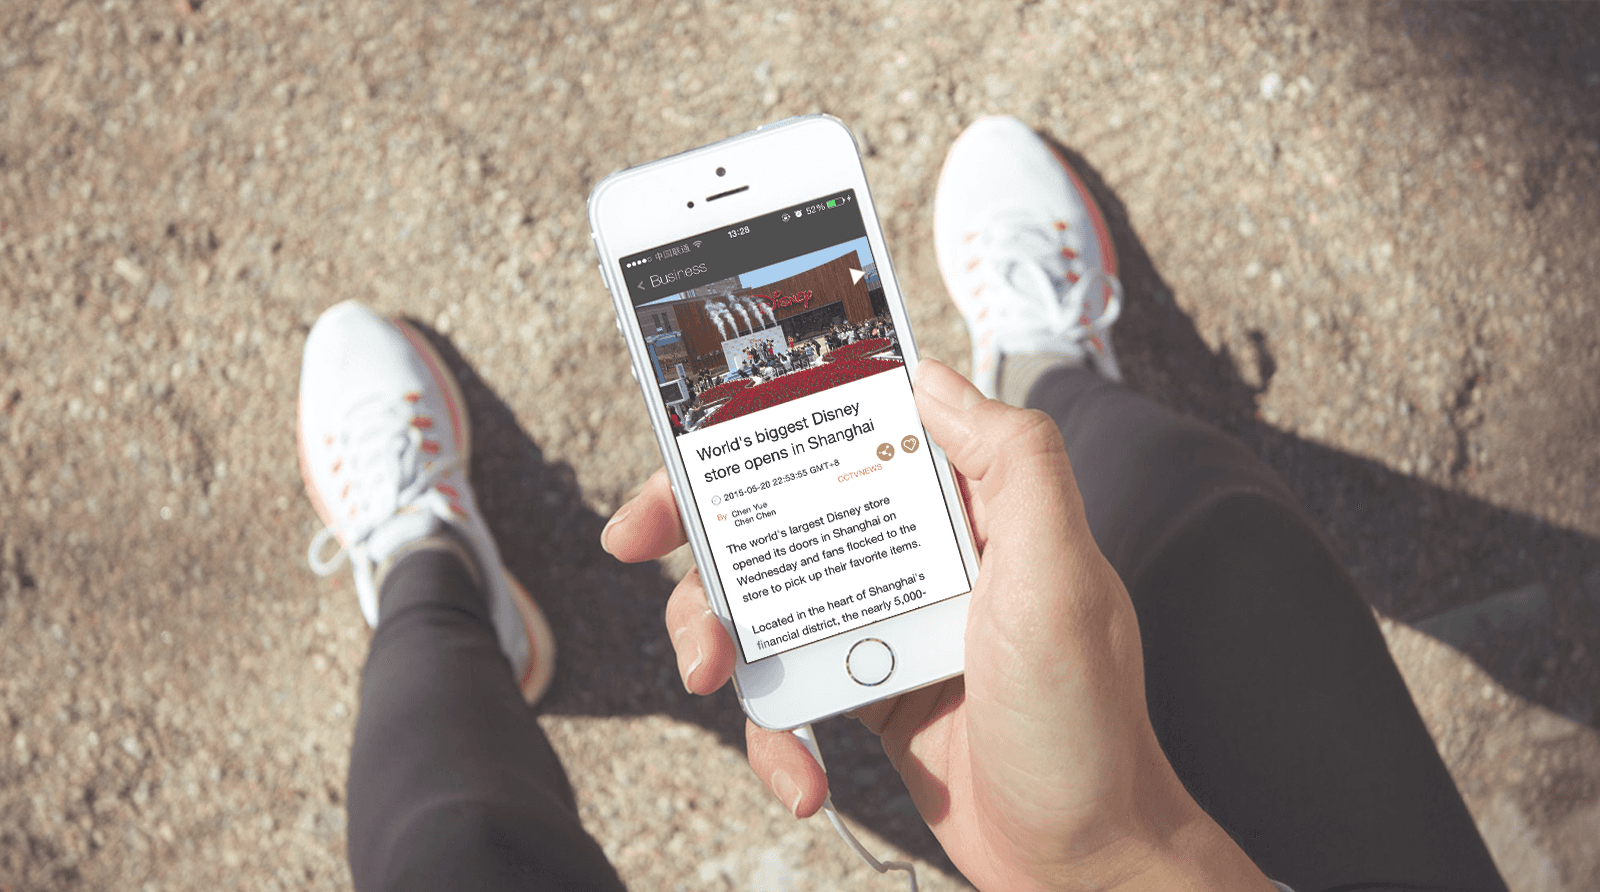 中国联通 13:28 52%
Business
Disney
World's biggest Disney
store opens in Shanghai
2015-05-20 22:53:55 GMT+8
CCTVNEWS
By Chen Yue
Chen Chen
The world's largest Disney store
opened its doors in Shanghai on
Wednesday and fans flocked to the
store to pick up their favorite items.
Located in the heart of Shanghai's
financial district, the nearly 5,000-